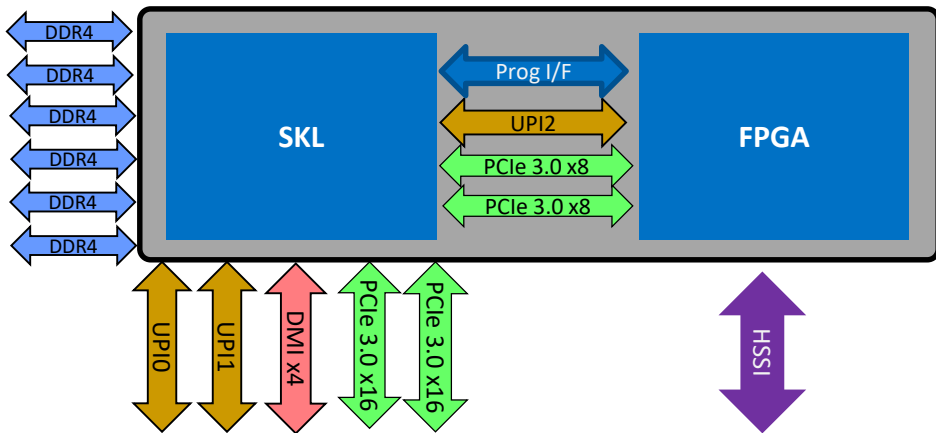 DDR4
DDR4
DDR4
DDR4
DDR4
DDR4
SKL
Prog I/F
UPI2
PCIe 3.0 x8
PCIe 3.0 x8
FPGA
UPI0
UPI1
DMI x4
PCIe 3.0 x16
PCIe 3.0 x16
HSSI